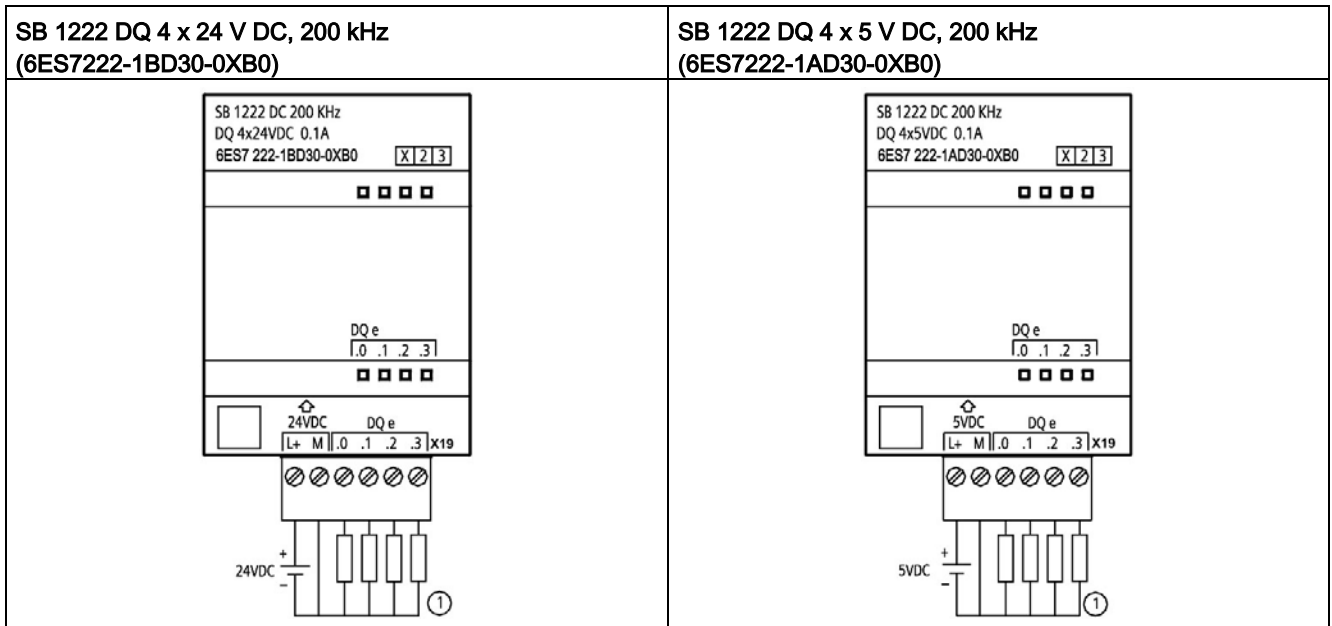 SB 1222 DQ 4 x 24 V DC, 200 kHz
(6ES7222-1BD30-0XB0)
SB 1222 DC 200 KHz
DQ 4x24VDC 0.1A
6ES7 222-1BD30-0XB0 X 2 3
DQ e
.0 .1 .2 .3
24VDC DQ e
L+ M .0 .1 .2 .3 X19
+
24VDC
−
①
SB 1222 DQ 4 x 5 V DC, 200 kHz
(6ES7222-1AD30-0XB0)
SB 1222 DC 200 KHz
DQ 4x5VDC 0.1A
6ES7 222-1AD30-0XB0 X 2 3
DQ e
.0 .1 .2 .3
5VDC DQ e
L+ M .0 .1 .2 .3 X19
+
5VDC
−
①